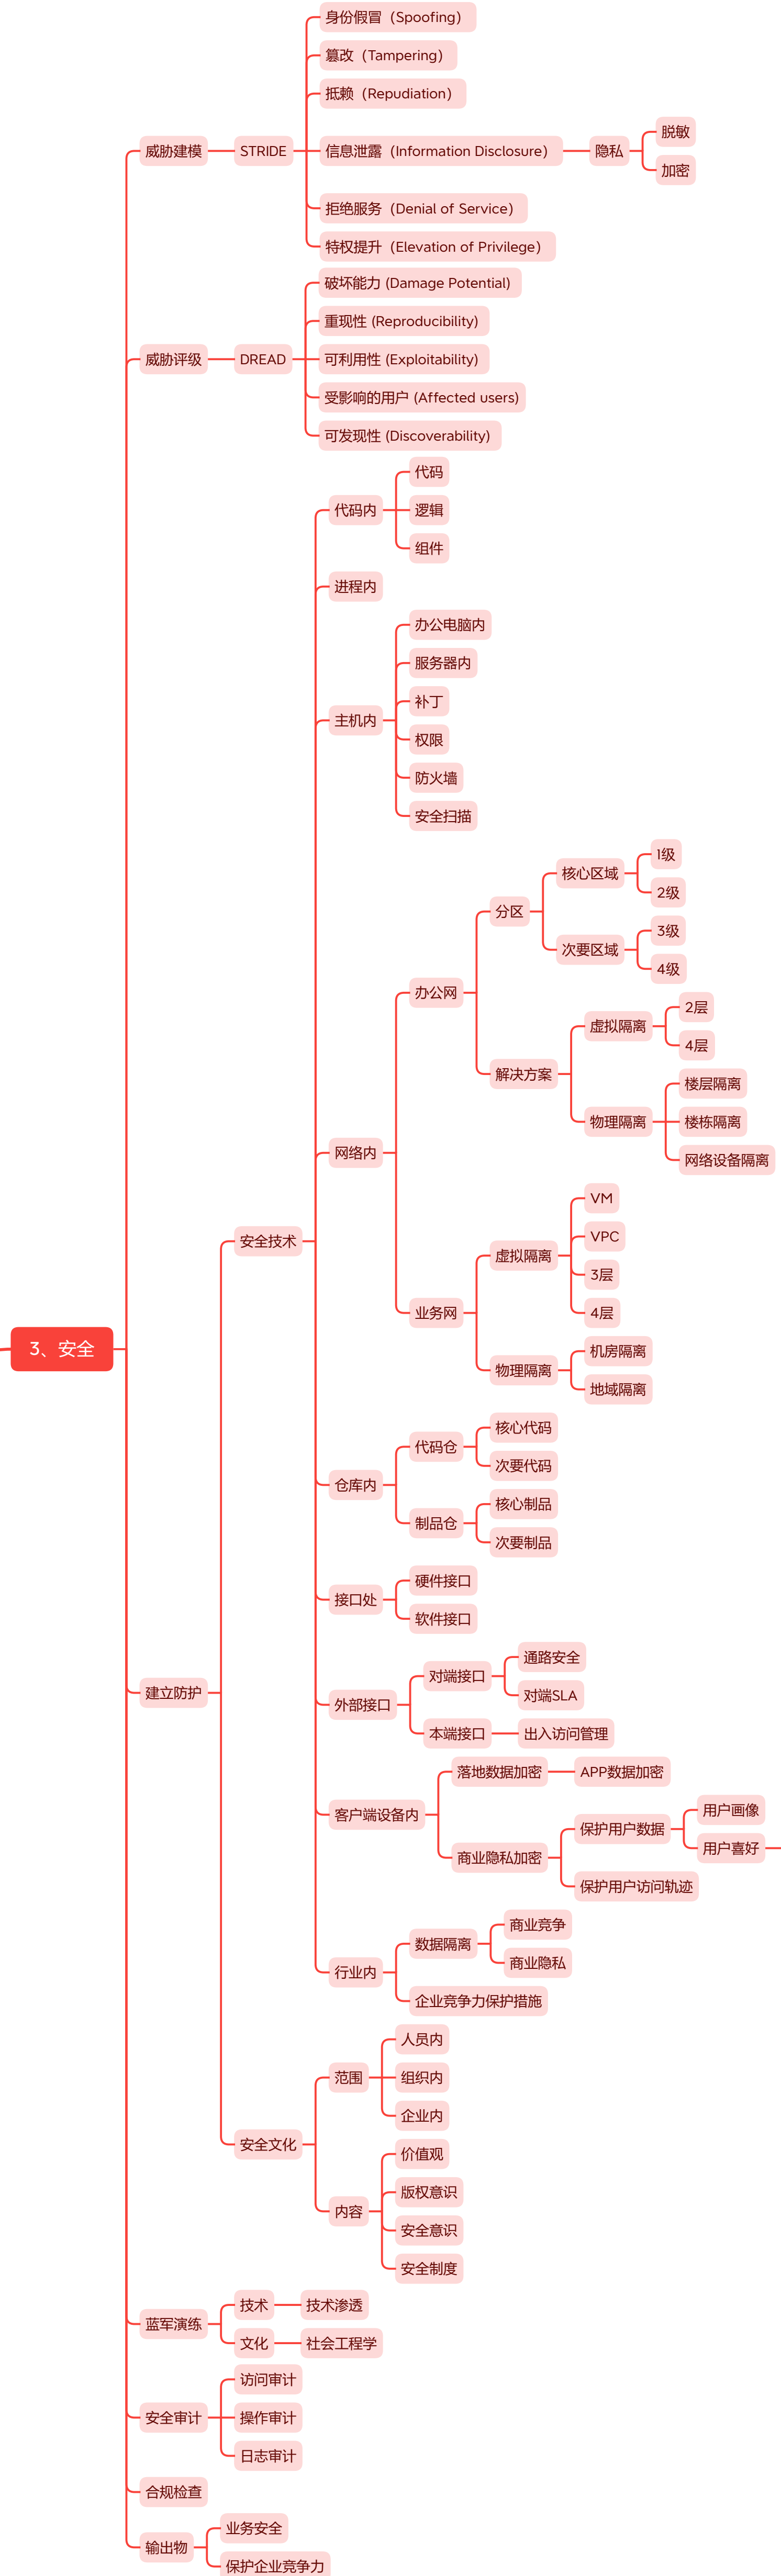 身份假冒（Spoofing）
篡改（Tampering）
抵赖（Repudiation）
威胁建模
STRIDE
信息泄露（Information Disclosure）
隐私
脱敏
加密
拒绝服务（Denial of Service）
特权提升（Elevation of Privilege）
破坏能力 (Damage Potential)
重现性 (Reproducibility)
威胁评级
DREAD
可利用性 (Exploitability)
受影响的用户 (Affected users)
可发现性 (Discoverability)
代码内
代码
逻辑
组件
进程内
主机内
办公电脑内
服务器内
补丁
权限
防火墙
安全扫描
网络内
办公网
分区
核心区域
1级
2级
次要区域
3级
4级
解决方案
虚拟隔离
2层
4层
物理隔离
楼层隔离
楼栋隔离
网络设备隔离
业务网
虚拟隔离
VM
VPC
3层
4层
物理隔离
机房隔离
地域隔离
安全技术
3、安全
建立防护
仓库内
代码仓
核心代码
次要代码
制品仓
核心制品
次要制品
接口处
硬件接口
软件接口
外部接口
对端接口
通路安全
对端SLA
本端接口
出入访问管理
客户端设备内
落地数据加密
APP数据加密
商业隐私加密
保护用户数据
用户画像
用户喜好
保护用户访问轨迹
行业内
数据隔离
商业竞争
商业隐私
企业竞争力保护措施
安全文化
范围
人员内
组织内
企业内
内容
价值观
版权意识
安全意识
安全制度
蓝军演练
技术
技术渗透
文化
社会工程学
安全审计
访问审计
操作审计
日志审计
合规检查
输出物
业务安全
保护企业竞争力